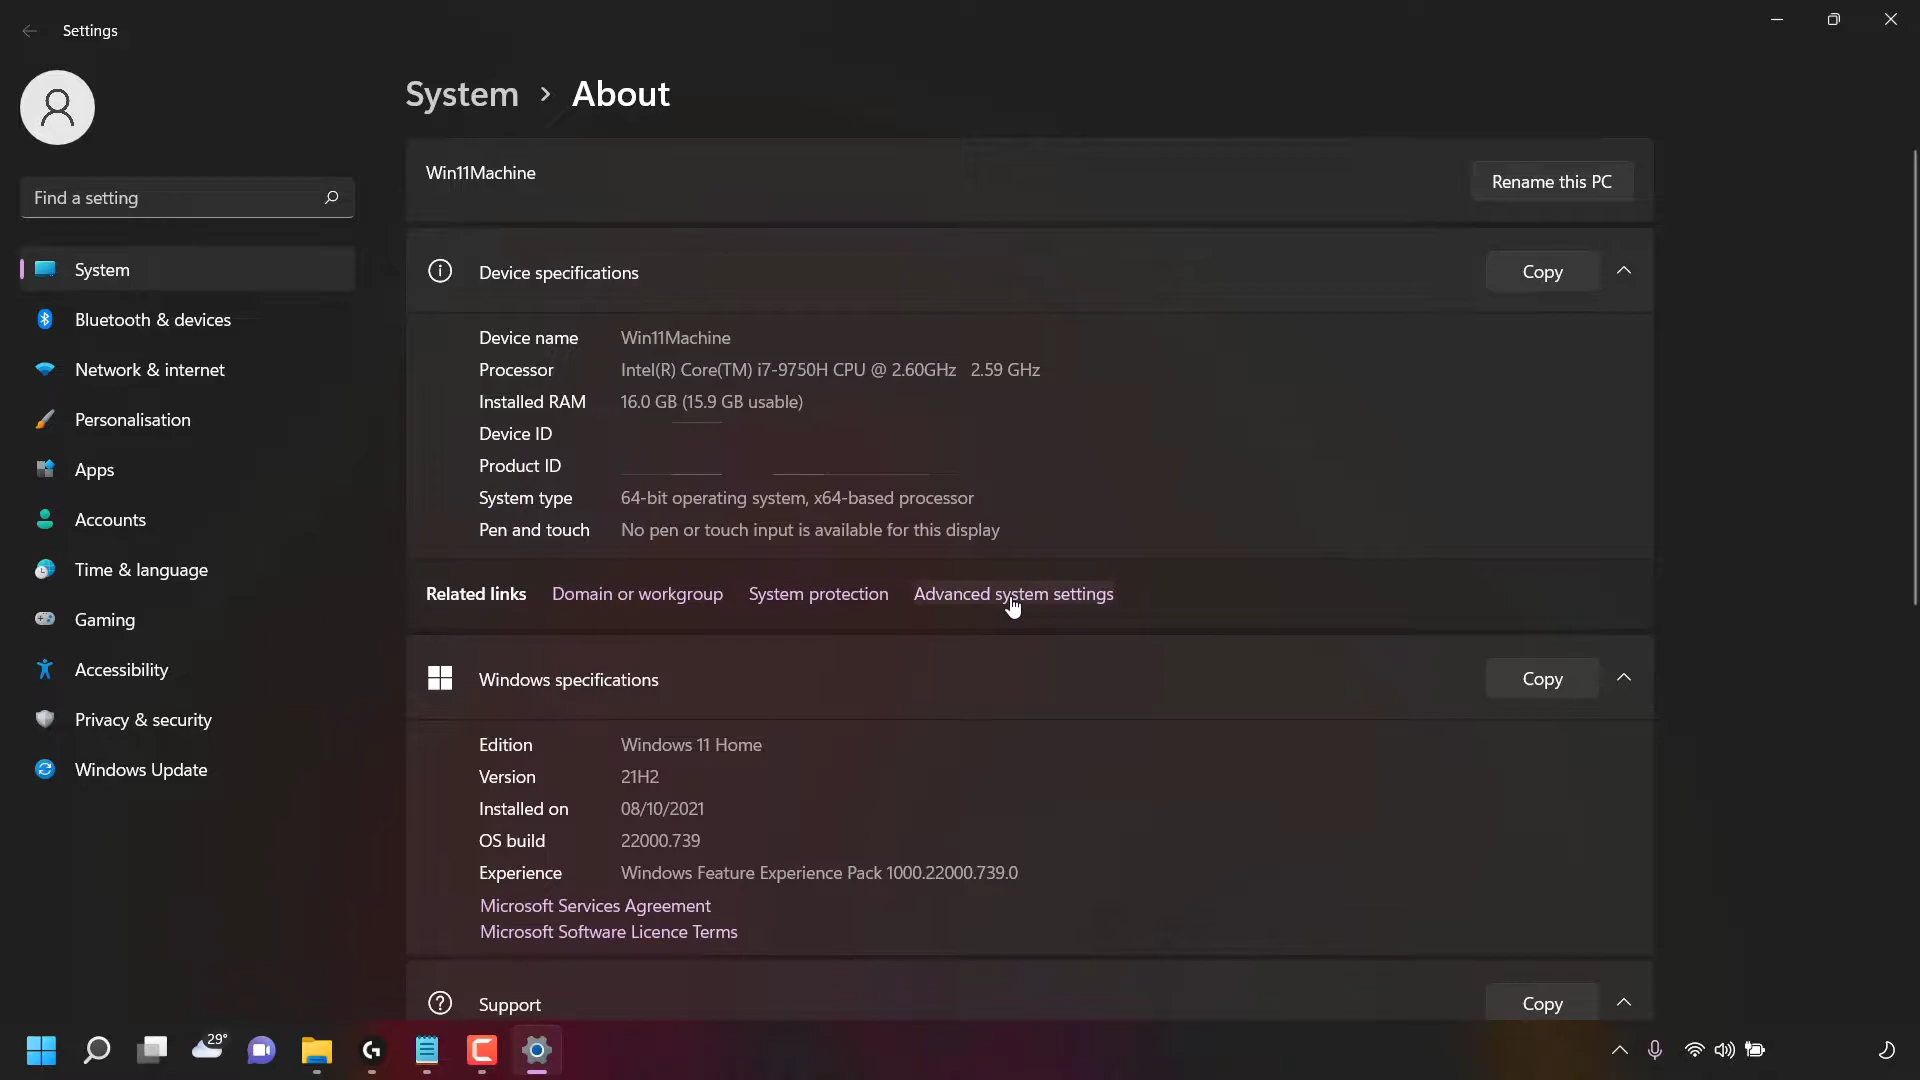 Settings
System > About
Win11Machine
Rename this PC
Find a setting
Device specifications
Copy
System
Bluetooth & devices
Network & internet
Personalisation
Apps
Accounts
Time & language
Gaming
Accessibility
Privacy & security
Windows Update
Device name Win11Machine
Processor Intel(R) Core(TM) i7-9750H CPU @ 2.60GHz 2.59 GHz
Installed RAM 16.0 GB (15.9 GB usable)
Device ID
Product ID
System type 64-bit operating system, x64-based processor
Pen and touch No pen or touch input is available for this display
Related links Domain or workgroup System protection Advanced system settings
Windows specifications
Copy
Edition Windows 11 Home
Version 21H2
Installed on 08/10/2021
OS build 22000.739
Experience Windows Feature Experience Pack 1000.22000.739.0
Microsoft Services Agreement
Microsoft Software Licence Terms
Support
Copy
29°